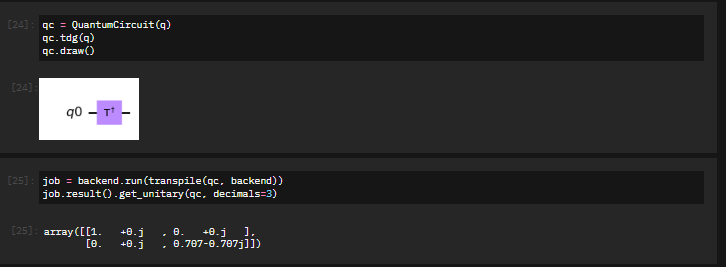 [24]: qc = QuantumCircuit(q)
qc.tdg(q)
qc.draw()
[24]:
q0 T†
[25]: job = backend.run(transpile(qc, backend))
job.result().get_unitary(qc, decimals=3)
[25]: array([[1.   +0.j   , 0.   +0.j   ],
       [0.   +0.j   , 0.707-0.707j]])